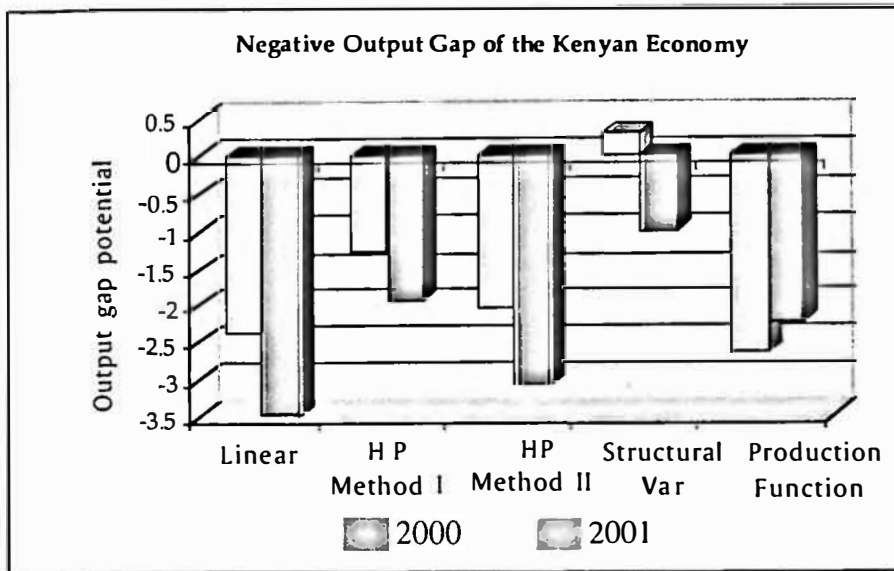 Negative Output Gap of the Kenyan Economy
Output gap potential
0.5
0
-0.5
-1
-1.5
-2
-2.5
-3
-3.5
Linear
HP
Method I
HP
Method II
Structural
Var
Production
Function
2000
2001